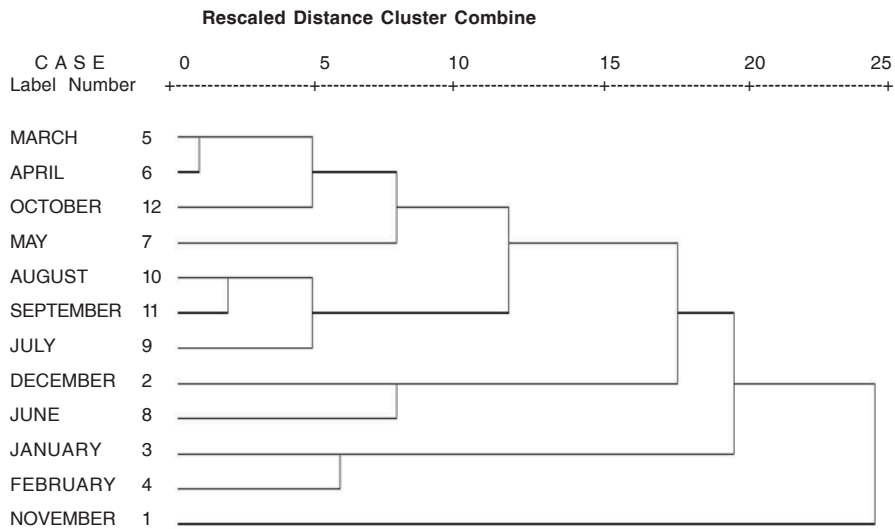 Rescaled Distance Cluster Combine
C A S E 0 5 10 15 20 25
Label Number +---------+---------+---------+---------+---------+
MARCH 5
APRIL 6
OCTOBER 12
MAY 7
AUGUST 10
SEPTEMBER 11
JULY 9
DECEMBER 2
JUNE 8
JANUARY 3
FEBRUARY 4
NOVEMBER 1